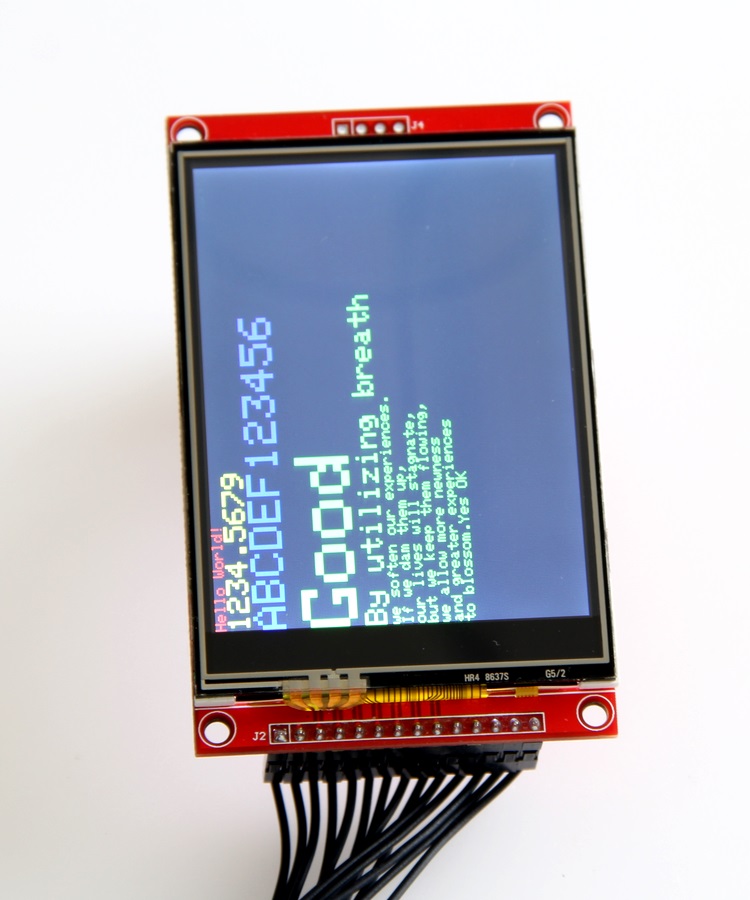 J4
Hello World!
1234.5679
ABCDEF123456
Good
By utilizing breath
we soften our experiences.
If we dam them up,
our lives will stagnate,
but we keep them flowing,
we allow more newness
and greater experiences
to blossom.Yes OK
HR4 8637S G5/2
J2